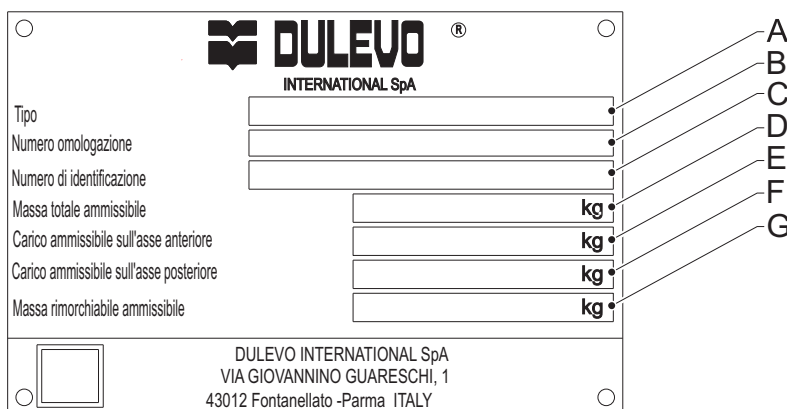 DULEVO ®
INTERNATIONAL SpA
Tipo A
Numero omologazione B
Numero di identificazione C
Massa totale ammissibile kg D
Carico ammissibile sull'asse anteriore kg E
Carico ammissibile sull'asse posteriore kg F
Massa rimorchiabile ammissibile kg G
DULEVO INTERNATIONAL SpA
VIA GIOVANNINO GUARESCHI, 1
43012 Fontanellato -Parma ITALY